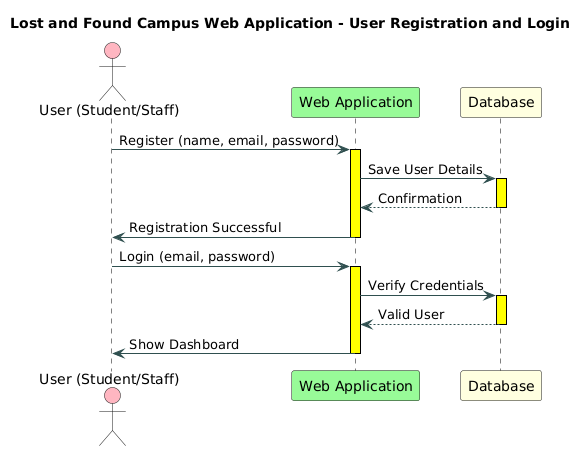 Lost and Found Campus Web Application - User Registration and Login
User (Student/Staff)
Web Application
Database
Register (name, email, password)
Save User Details
Confirmation
Registration Successful
Login (email, password)
Verify Credentials
Valid User
Show Dashboard
User (Student/Staff)
Web Application
Database